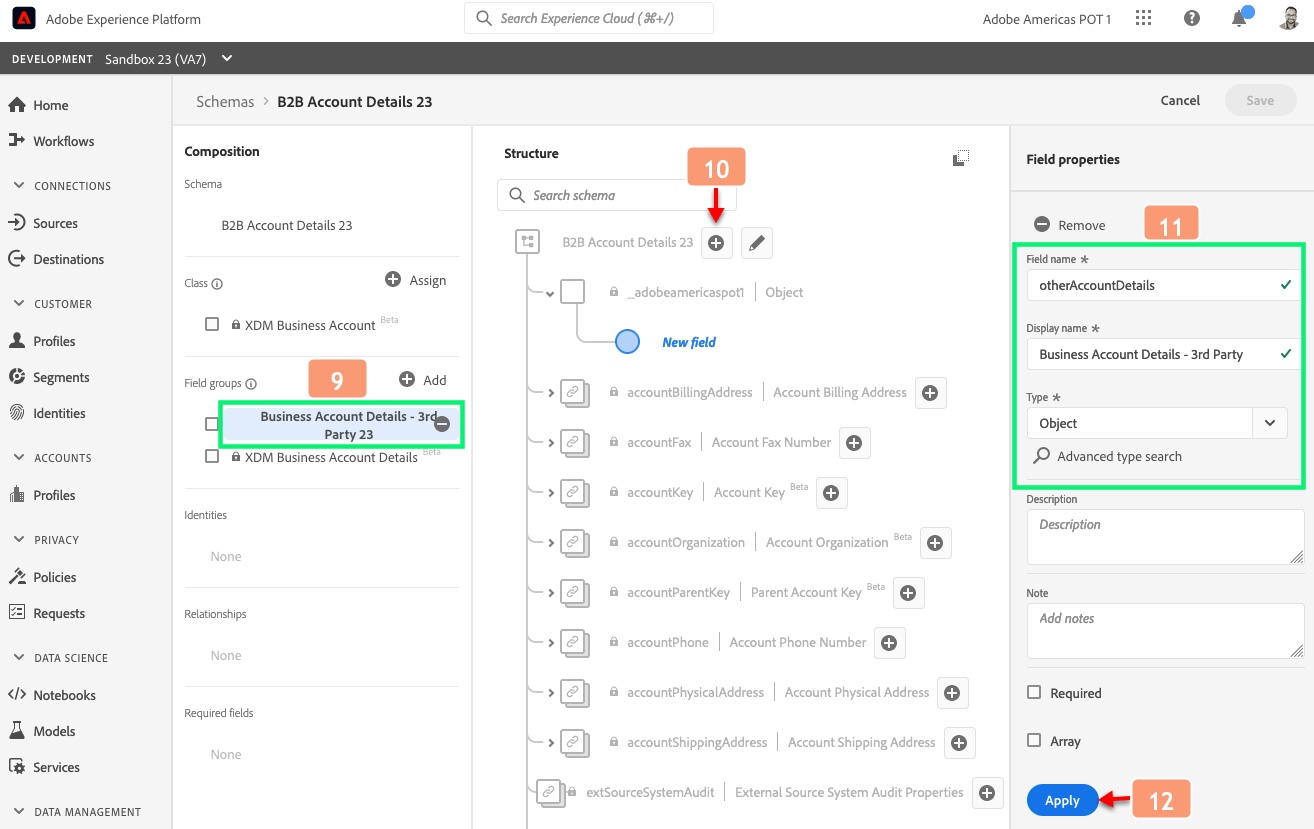 Adobe Experience Platform
Search Experience Cloud (⌘+/)
Adobe Americas POT 1
DEVELOPMENT Sandbox 23 (VA7)
Home
Workflows
CONNECTIONS
Sources
Destinations
CUSTOMER
Profiles
Segments
Identities
ACCOUNTS
Profiles
PRIVACY
Policies
Requests
DATA SCIENCE
Notebooks
Models
Services
DATA MANAGEMENT
Schemas > B2B Account Details 23
Cancel
Save
Composition
Schema
B2B Account Details 23
Class
Assign
XDM Business Account Beta
Field groups
9
Add
Business Account Details - 3rd
Party 23
XDM Business Account Details Beta
Identities
None
Relationships
None
Required fields
None
Structure
10
Search schema
B2B Account Details 23
_adobeamericaspot1 | Object
New field
accountBillingAddress | Account Billing Address
accountFax | Account Fax Number
accountKey | Account Key Beta
accountOrganization | Account Organization Beta
accountParentKey | Parent Account Key Beta
accountPhone | Account Phone Number
accountPhysicalAddress | Account Physical Address
accountShippingAddress | Account Shipping Address
extSourceSystemAudit | External Source System Audit Properties
Field properties
Remove
11
Field name *
otherAccountDetails
Display name *
Business Account Details - 3rd Party
Type *
Object
Advanced type search
Description
Description
Note
Add notes
Required
Array
Apply
12